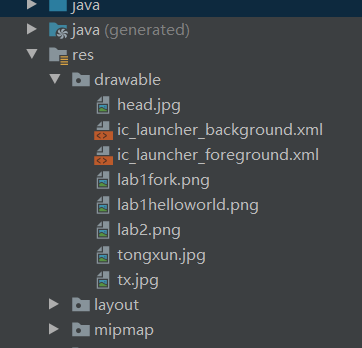 java
java (generated)
res
drawable
head.jpg
ic_launcher_background.xml
ic_launcher_foreground.xml
lab1fork.png
lab1helloworld.png
lab2.png
tongxun.jpg
tx.jpg
layout
mipmap